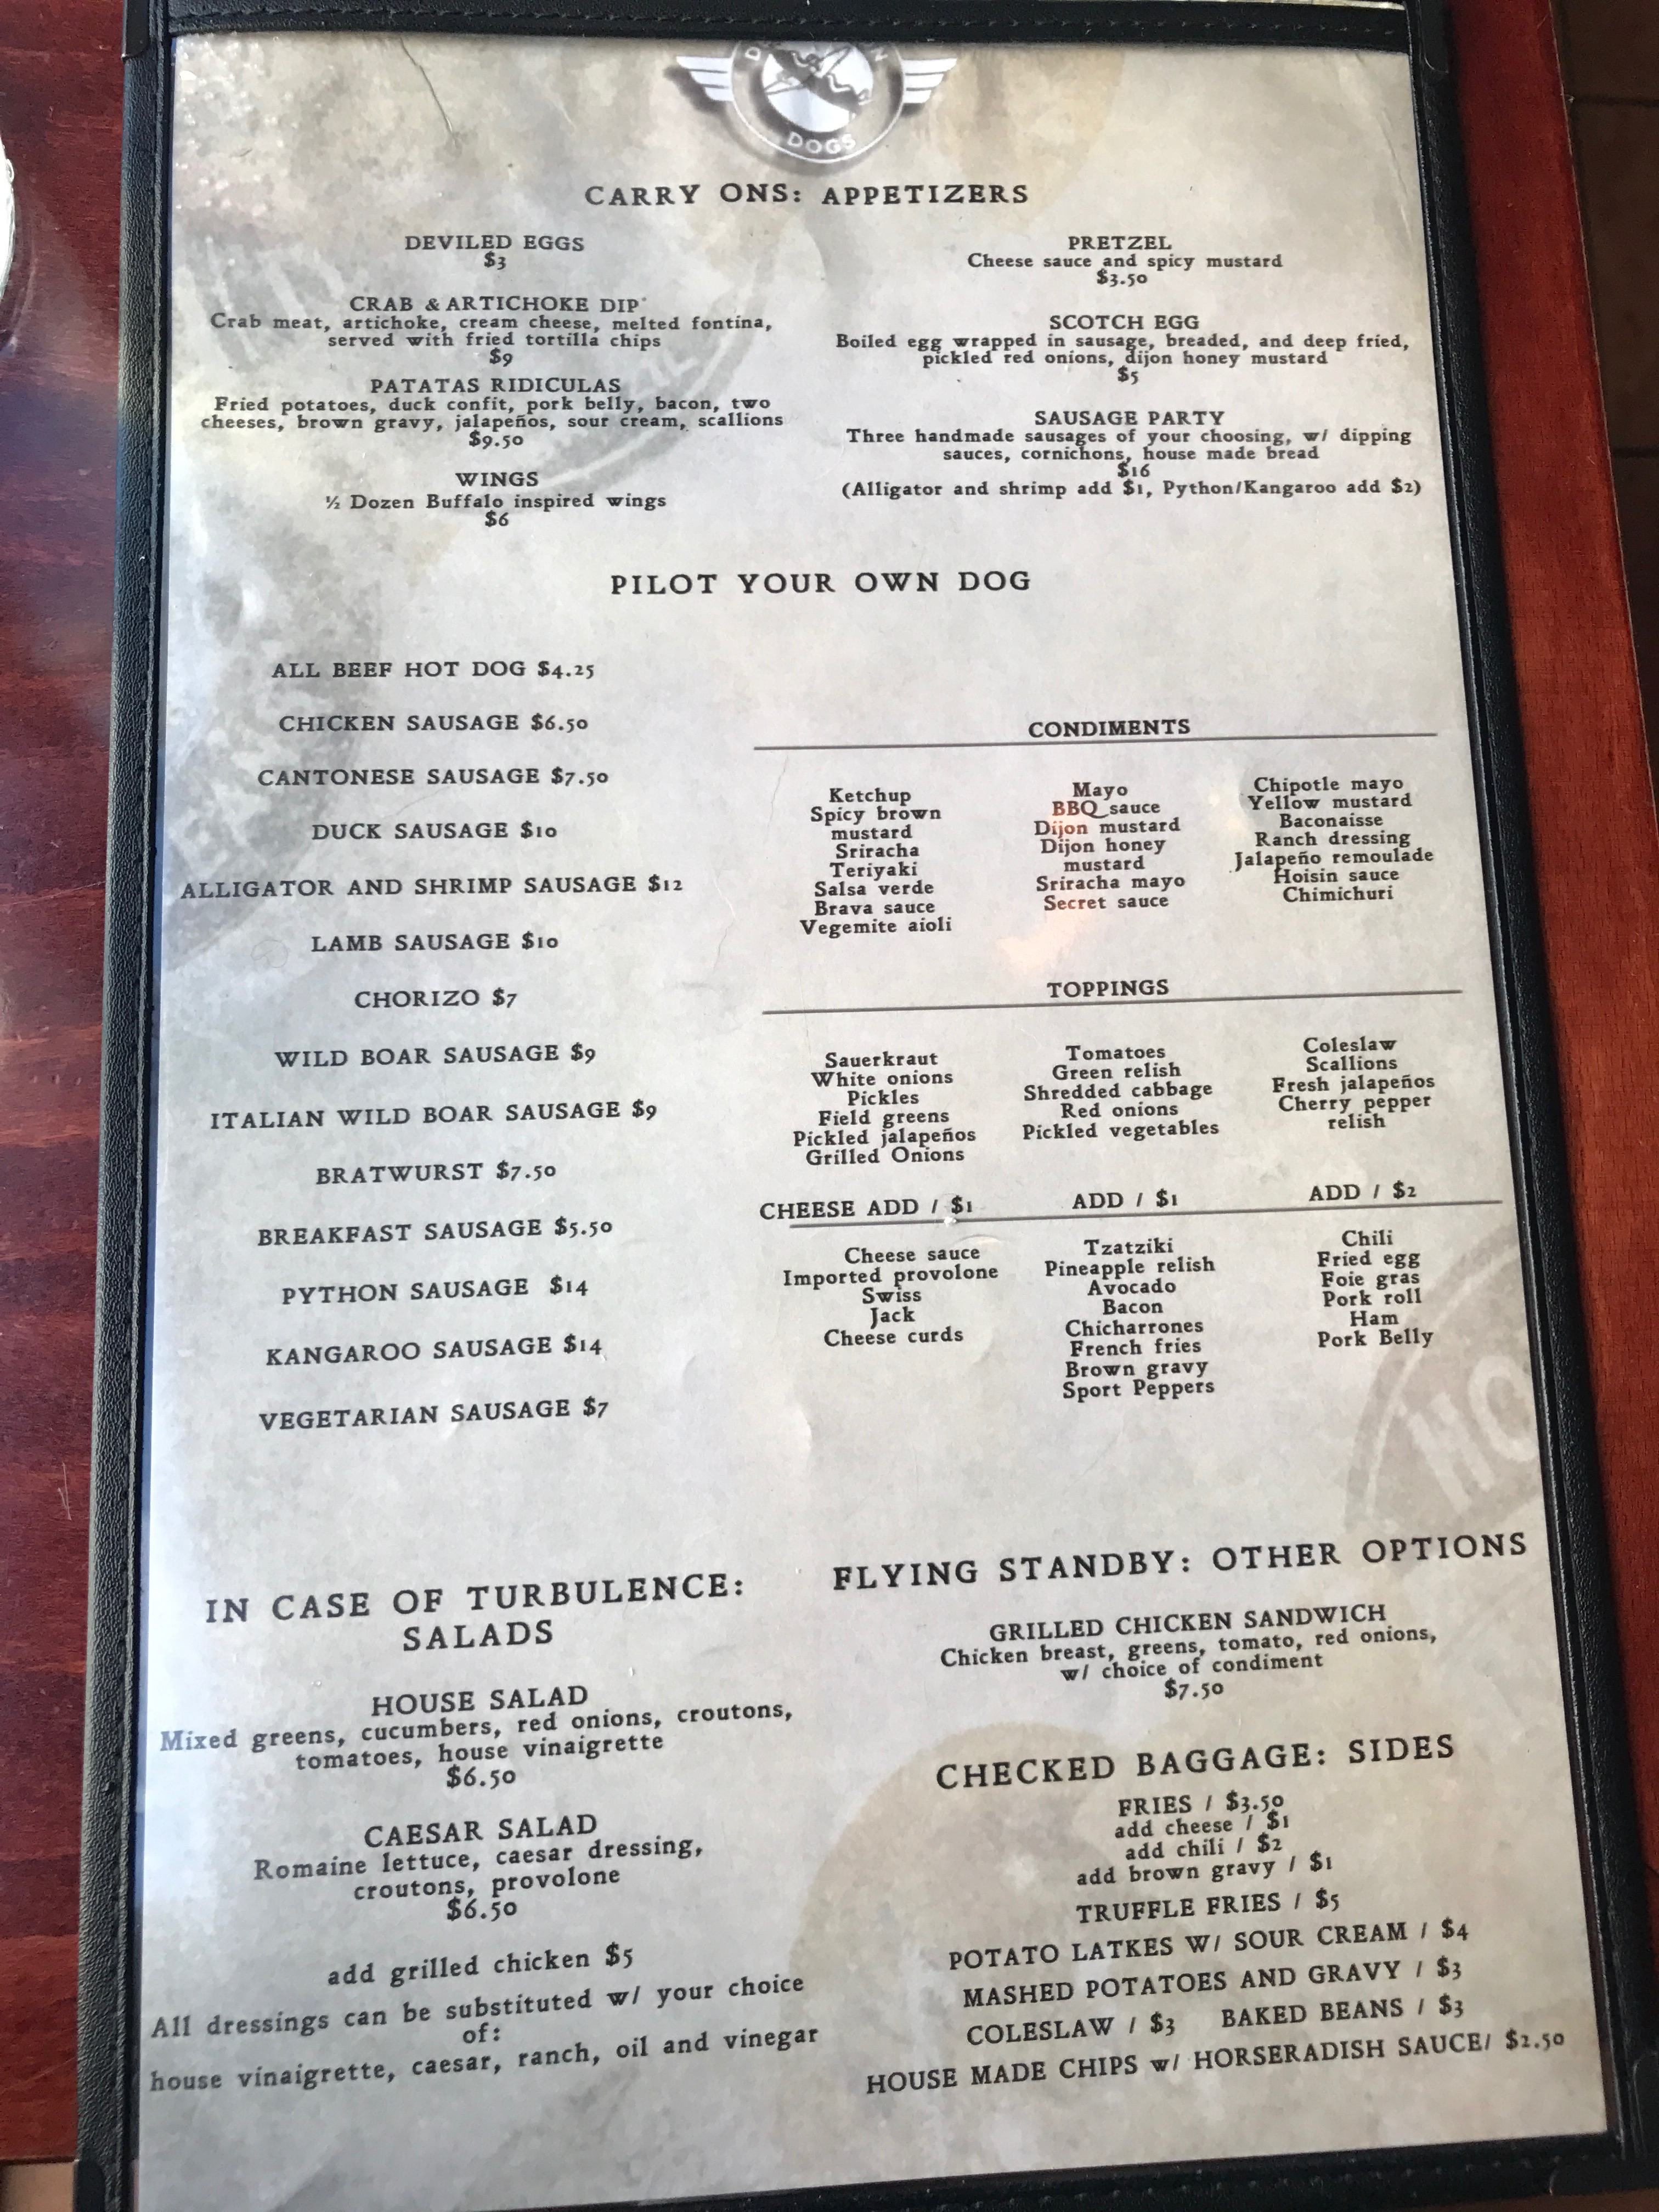 DOGS
CARRY ONS: APPETIZERS
DEVILED EGGS
$3
CRAB & ARTICHOKE DIP*
Crab meat, artichoke, cream cheese, melted fontina,
served with fried tortilla chips
$9
PATATAS RIDICULAS
Fried potatoes, duck confit, pork belly, bacon, two
cheeses, brown gravy, jalapeños, sour cream, scallions
$9.50
WINGS
½ Dozen Buffalo inspired wings
$6
PRETZEL
Cheese sauce and spicy mustard
$3.50
SCOTCH EGG
Boiled egg wrapped in sausage, breaded, and deep fried,
pickled red onions, dijon honey mustard
$5
SAUSAGE PARTY
Three handmade sausages of your choosing, w/ dipping
sauces, cornichons, house made bread
$16
(Alligator and shrimp add $1, Python/Kangaroo add $2)
PILOT YOUR OWN DOG
ALL BEEF HOT DOG $4.25
CHICKEN SAUSAGE $6.50
CANTONESE SAUSAGE $7.50
DUCK SAUSAGE $10
ALLIGATOR AND SHRIMP SAUSAGE $12
LAMB SAUSAGE $10
CHORIZO $7
WILD BOAR SAUSAGE $9
ITALIAN WILD BOAR SAUSAGE $9
BRATWURST $7.50
BREAKFAST SAUSAGE $5.50
PYTHON SAUSAGE $14
KANGAROO SAUSAGE $14
VEGETARIAN SAUSAGE $7
CONDIMENTS
Ketchup
Spicy brown
mustard
Sriracha
Teriyaki
Salsa verde
Brava sauce
Vegemite aioli
Mayo
BBQ sauce
Dijon mustard
Dijon honey
mustard
Sriracha mayo
Secret sauce
Chipotle mayo
Yellow mustard
Baconaisse
Ranch dressing
Jalapeño remoulade
Hoisin sauce
Chimichuri
TOPPINGS
Sauerkraut
White onions
Pickles
Field greens
Pickled jalapeños
Grilled Onions
Tomatoes
Green relish
Shredded cabbage
Red onions
Pickled vegetables
Coleslaw
Scallions
Fresh jalapeños
Cherry pepper
relish
CHEESE ADD / $1
Cheese sauce
Imported provolone
Swiss
Jack
Cheese curds
ADD / $1
Tzatziki
Pineapple relish
Avocado
Bacon
Chicharrones
French fries
Brown gravy
Sport Peppers
ADD / $2
Chili
Fried egg
Foie gras
Pork roll
Ham
Pork Belly
HO
IN CASE OF TURBULENCE:
SALADS
HOUSE SALAD
Mixed greens, cucumbers, red onions, croutons,
tomatoes, house vinaigrette
$6.50
CAESAR SALAD
Romaine lettuce, caesar dressing,
croutons, provolone
$6.50
add grilled chicken $5
All dressings can be substituted w/ your choice
of:
house vinaigrette, caesar, ranch, oil and vinegar
FLYING STANDBY: OTHER OPTIONS
GRILLED CHICKEN SANDWICH
Chicken breast, greens, tomato, red onions,
w/ choice of condiment
$7.50
CHECKED BAGGAGE: SIDES
FRIES / $3.50
add cheese / $1
add chili / $2
add brown gravy / $1
TRUFFLE FRIES / $5
POTATO LATKES W/ SOUR CREAM / $4
MASHED POTATOES AND GRAVY / $3
COLESLAW / $3 BAKED BEANS / $3
HOUSE MADE CHIPS w/ HORSERADISH SAUCE/ $2.50